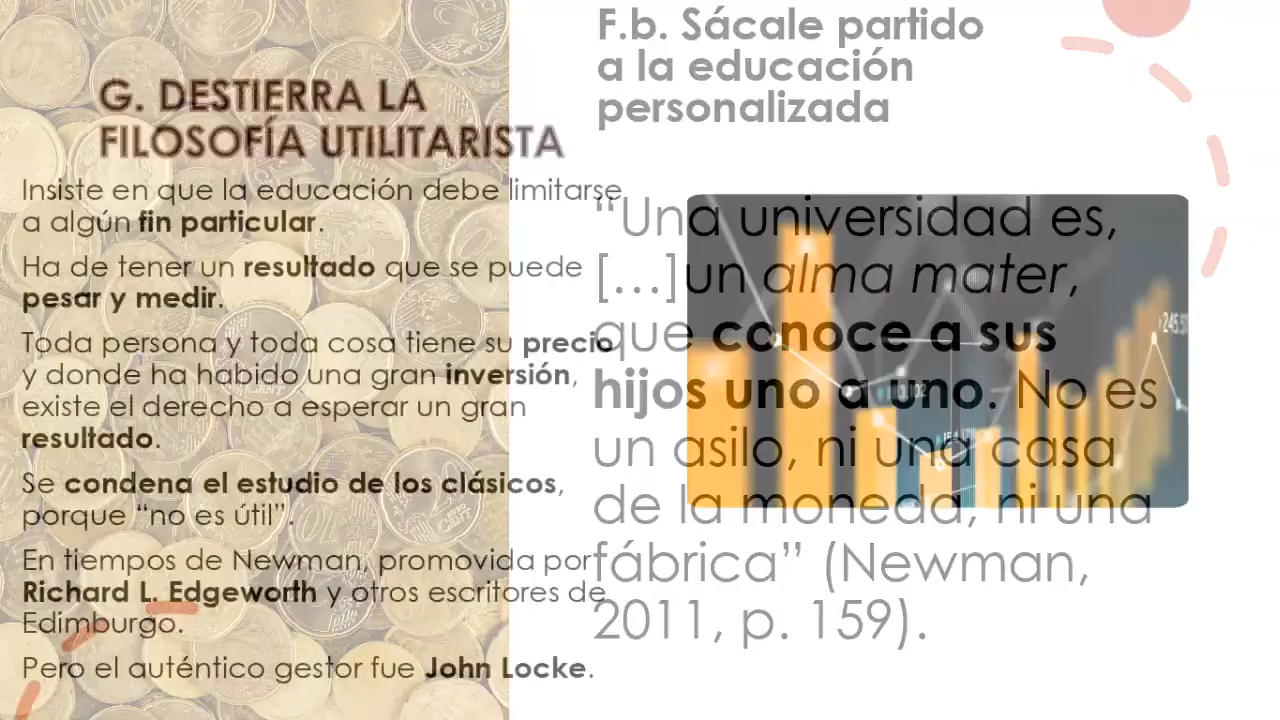 G. DESTIERRA LA
FILOSOFÍA UTILITARISTA
Insiste en que la educación debe limitarse
a algún fin particular.
Ha de tener un resultado que se puede
pesar y medir.
Toda persona y toda cosa tiene su precio
y donde ha habido una gran inversión,
existe el derecho a esperar un gran
resultado.
Se condena el estudio de los clásicos,
porque “no es útil”.
En tiempos de Newman, promovida por
Richard L. Edgeworth y otros escritores de
Edimburgo.
Pero el auténtico gestor fue John Locke.
F.b. Sácale partido
a la educación
personalizada
“Una universidad es,
[…] un alma mater,
que conoce a sus
hijos uno a uno. No es
un asilo, ni una casa
de la moneda, ni una
fábrica” (Newman,
2011, p. 159).